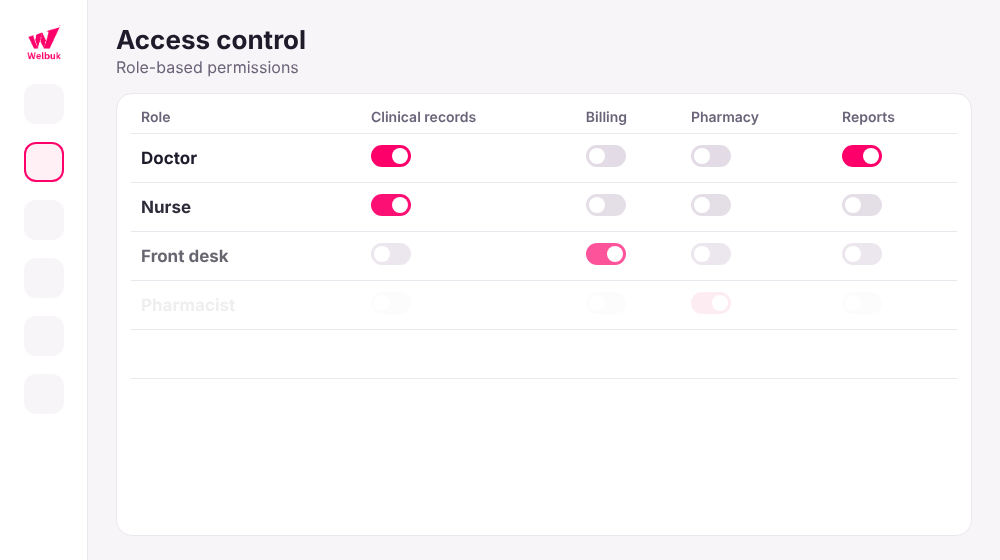 Welbuk
Access control
Role-based permissions
Role Clinical records Billing Pharmacy Reports
Doctor
Nurse
Front desk
Pharmacist